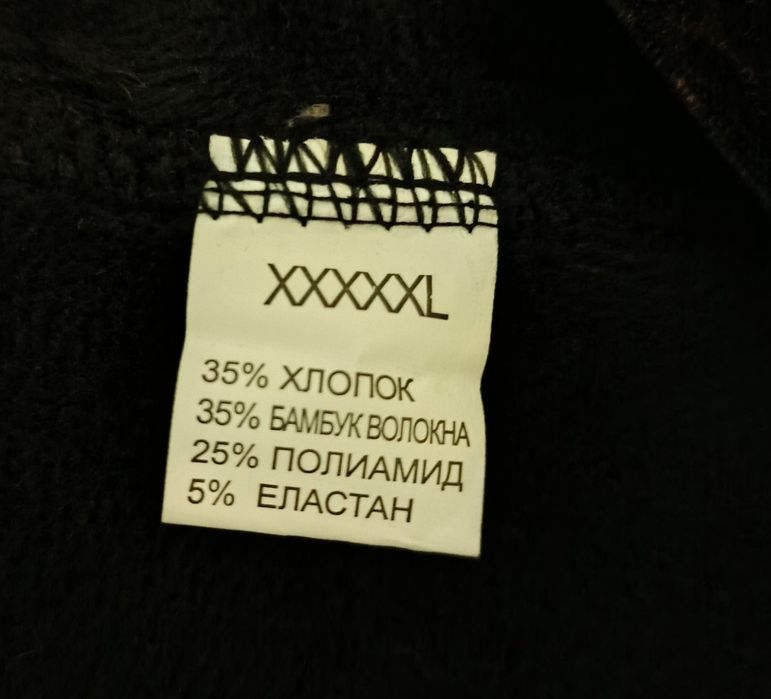 XXXXXL
35% ХЛОПОК
35% БАМБУК ВОЛОКНА
25% ПОЛИАМИД
5% ЕЛАСТАН